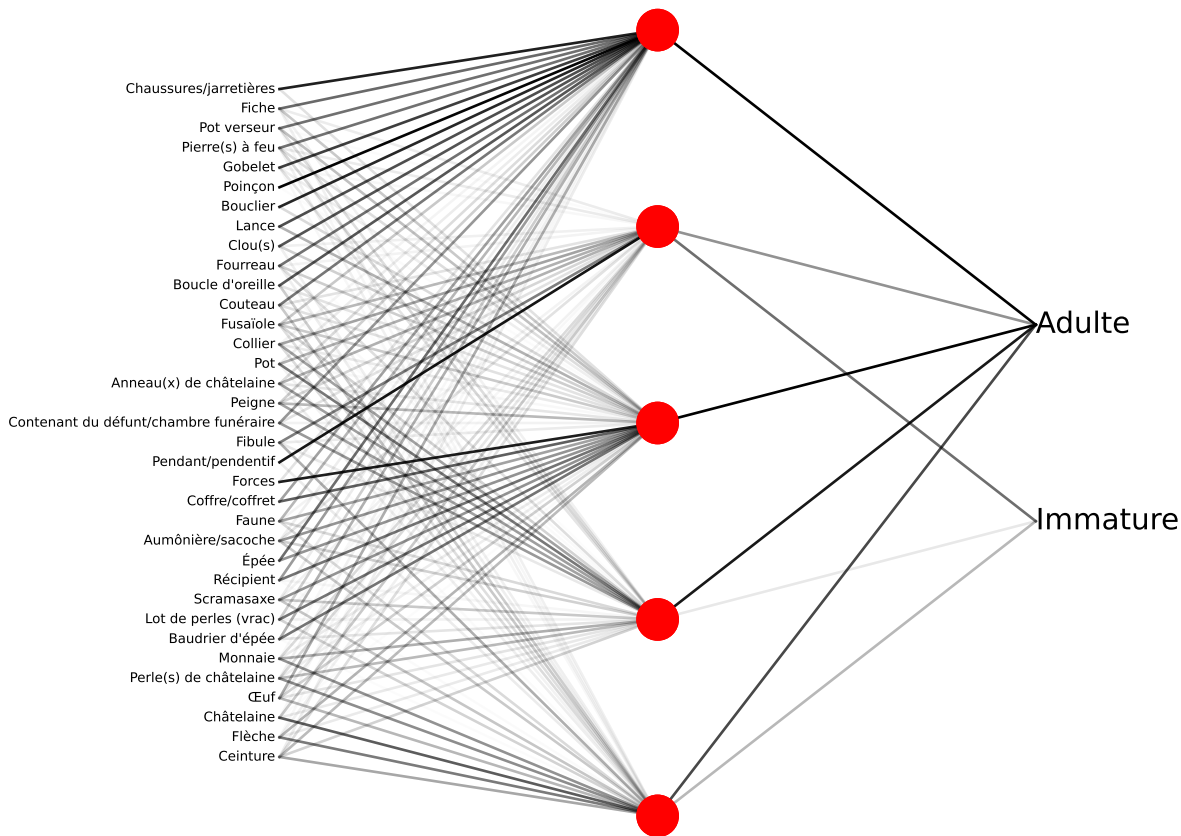 Chaussures/jarretières
Fiche
Pot verseur
Pierre(s) à feu
Gobelet
Poinçon
Bouclier
Lance
Clou(s)
Fourreau
Boucle d'oreille
Couteau
Fusaïole
Collier
Pot
Anneau(x) de châtelaine
Peigne
Contenant du défunt/chambre funéraire
Fibule
Pendant/pendentif
Forces
Coffre/coffret
Faune
Aumônière/sacoche
Épée
Récipient
Scramasaxe
Lot de perles (vrac)
Baudrier d'épée
Monnaie
Perle(s) de châtelaine
Œuf
Châtelaine
Flèche
Ceinture
Adulte
Immature